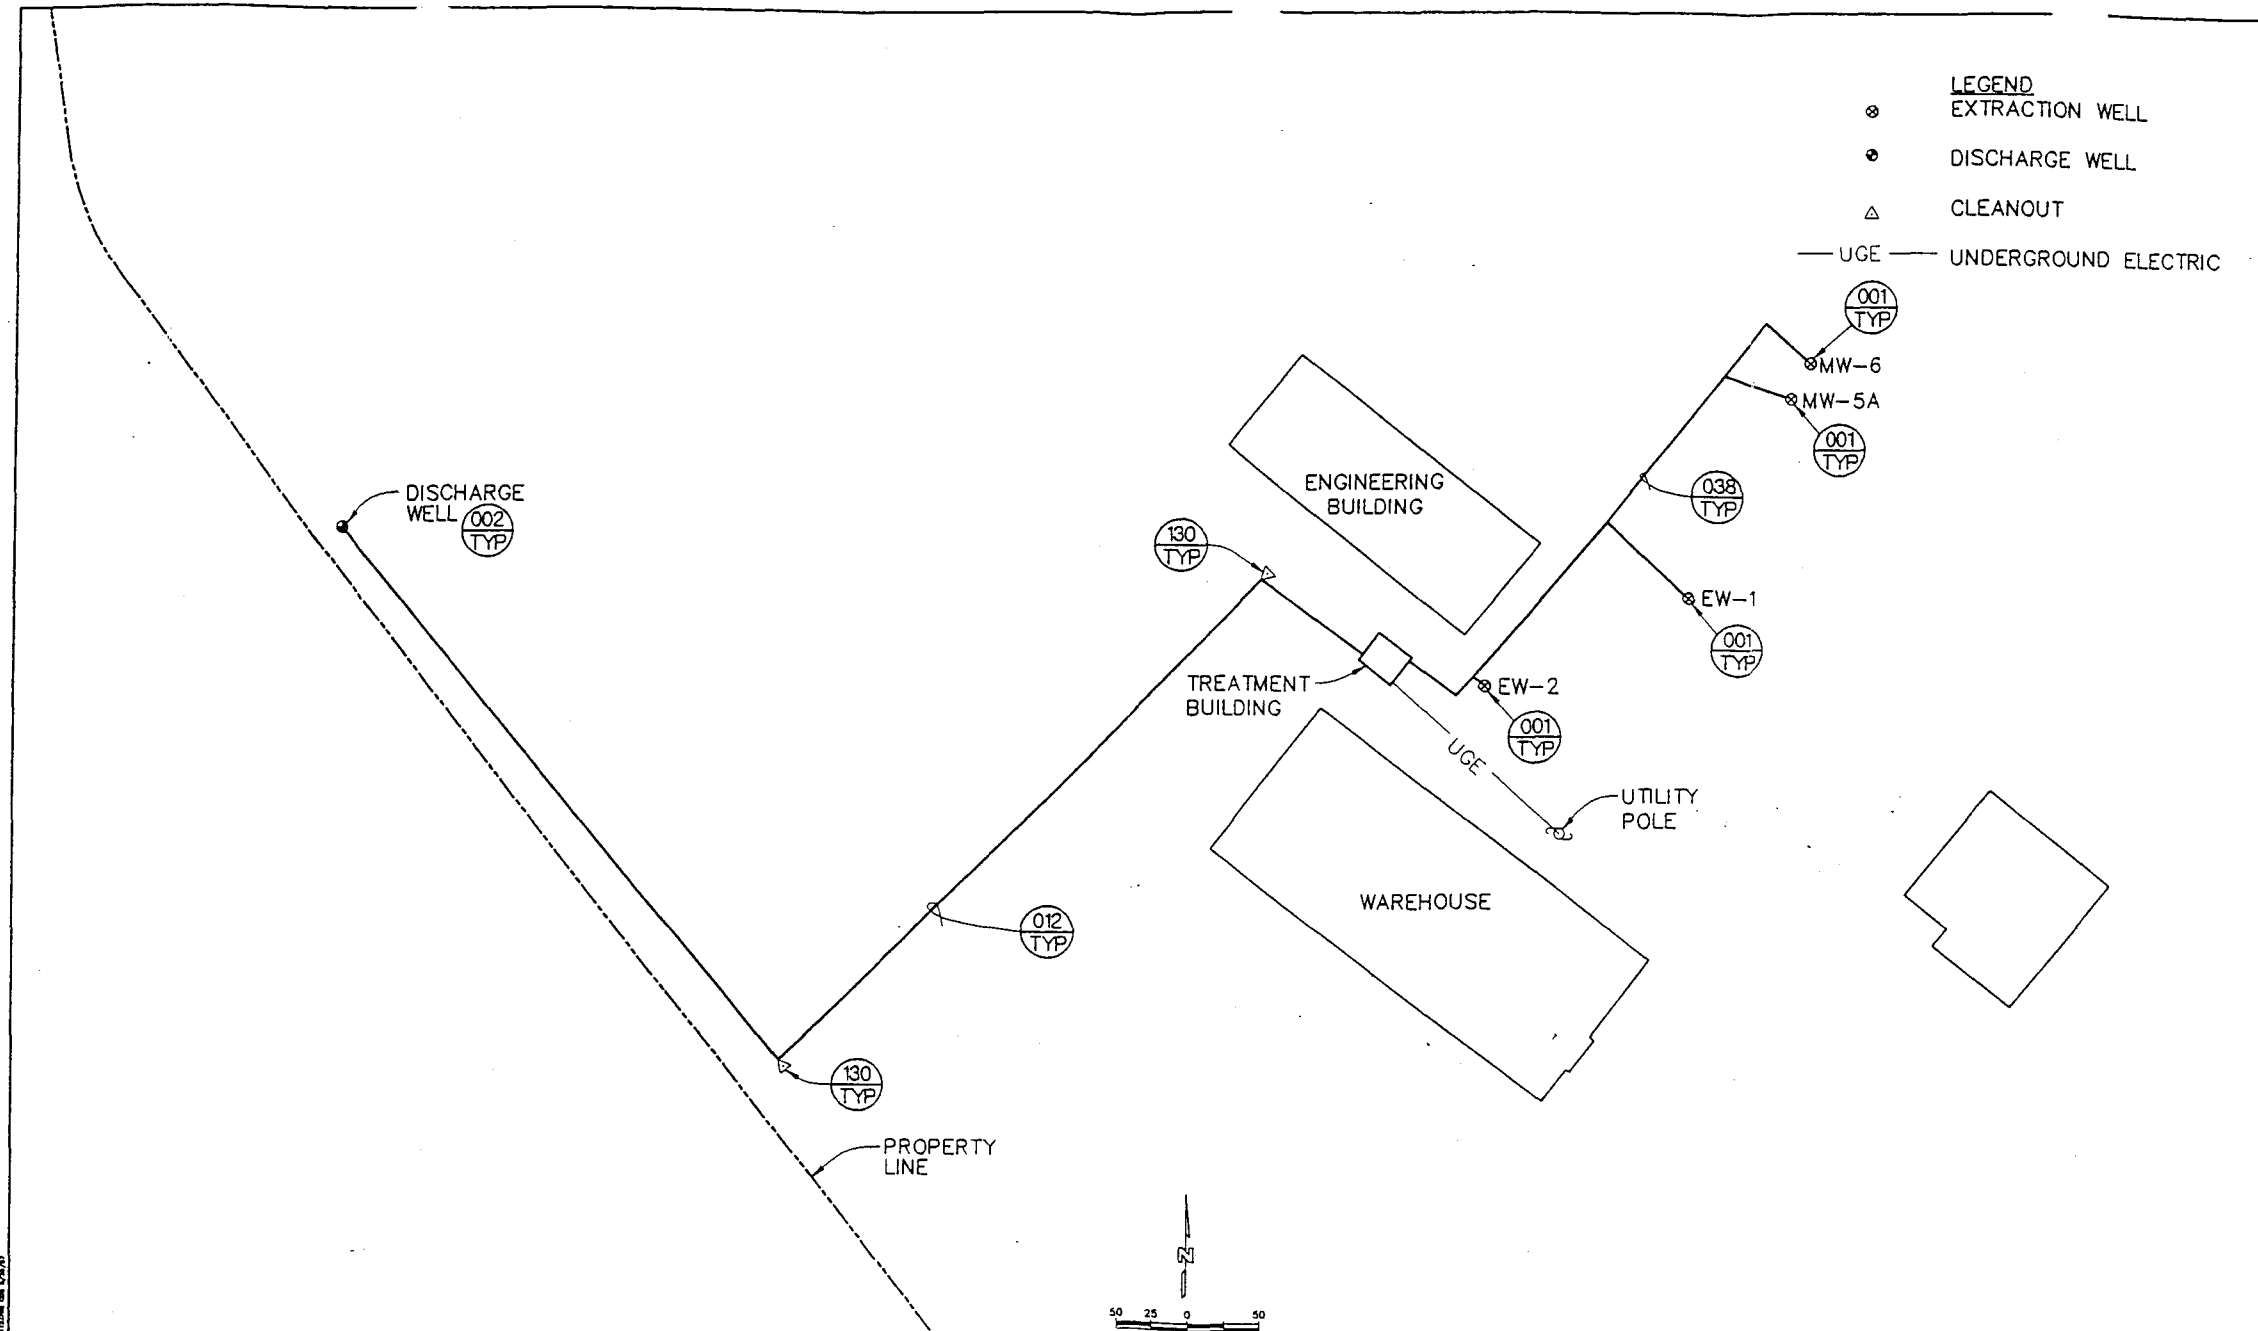 LEGEND
EXTRACTION WELL
DISCHARGE WELL
CLEANOUT
UGE UNDERGROUND ELECTRIC
001
TYP
MW-6
MW-5A
001
TYP
038
TYP
ENGINEERING
BUILDING
DISCHARGE
WELL
002
TYP
130
TYP
EW-1
001
TYP
TREATMENT
BUILDING
EW-2
001
TYP
UGE
UTILITY
POLE
WAREHOUSE
012
TYP
130
TYP
PROPERTY
LINE
N
50 25 0 50